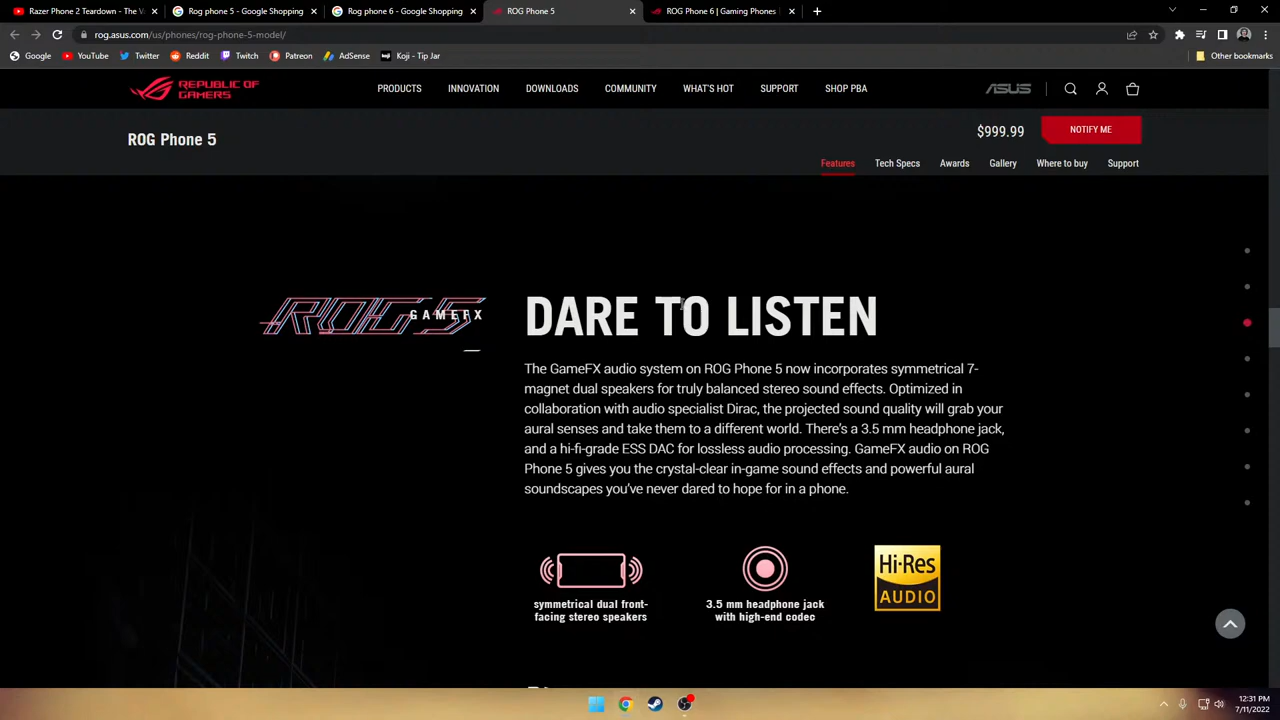 Razer Phone 2 Teardown - The V
Rog phone 5 - Google Shopping
Rog phone 6 - Google Shopping
ROG Phone 5
ROG Phone 6 | Gaming Phones
rog.asus.com/us/phones/rog-phone-5-model/
Google
YouTube
Twitter
Reddit
Twitch
Patreon
AdSense
Koji - Tip Jar
Other bookmarks
REPUBLIC OF
GAMERS
PRODUCTS
INNOVATION
DOWNLOADS
COMMUNITY
WHAT'S HOT
SUPPORT
SHOP PBA
ASUS
ROG Phone 5
$999.99
NOTIFY ME
Features
Tech Specs
Awards
Gallery
Where to buy
Support
ROG 5
GAMEFX
DARE TO LISTEN
The GameFX audio system on ROG Phone 5 now incorporates symmetrical 7-
magnet dual speakers for truly balanced stereo sound effects. Optimized in
collaboration with audio specialist Dirac, the projected sound quality will grab your
aural senses and take them to a different world. There's a 3.5 mm headphone jack,
and a hi-fi-grade ESS DAC for lossless audio processing. GameFX audio on ROG
Phone 5 gives you the crystal-clear in-game sound effects and powerful aural
soundscapes you've never dared to hope for in a phone.
symmetrical dual front-
facing stereo speakers
3.5 mm headphone jack
with high-end codec
Hi-Res
AUDIO
12:31 PM
7/11/2022